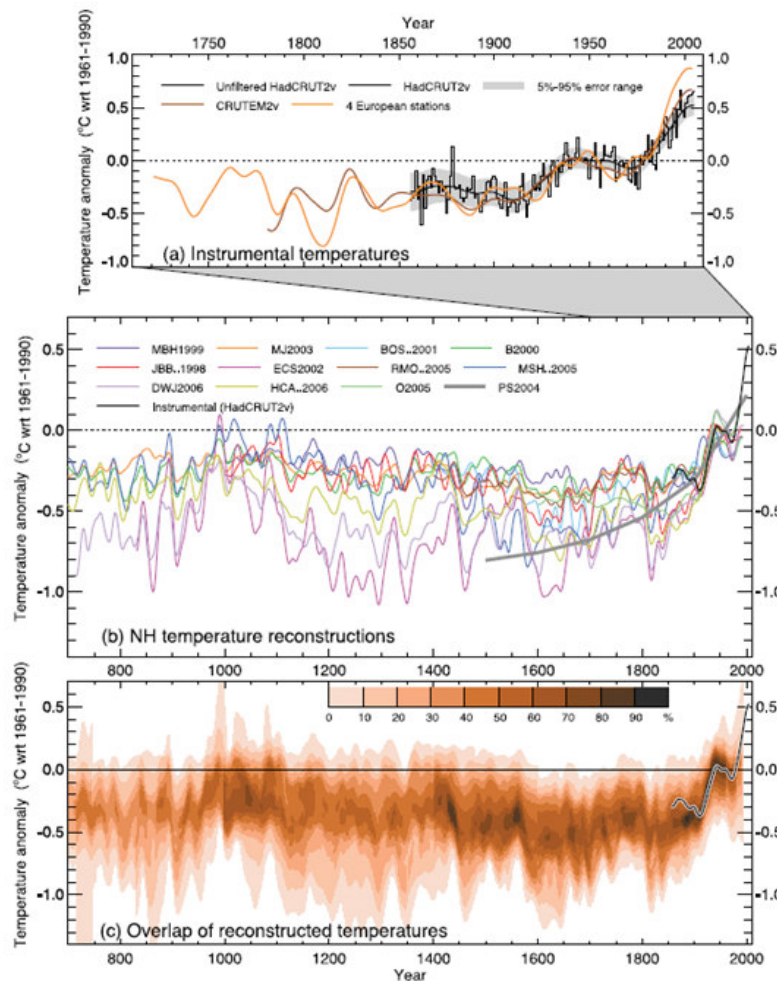 Year
1750 1800 1850 1900 1950 2000
Temperature anomaly (°C wrt 1961-1990)
1.0 1.0
Unfiltered HadCRUT2v HadCRUT2v 5%-95% error range
0.5 0.5
CRUTEM2v 4 European stations
0.0 0.0
-0.5 -0.5
(a) Instrumental temperatures
-1.0 -1.0
Temperature anomaly (°C wrt 1961-1990)
0.5 0.5
MBH1999 MJ2003 BOS..2001 B2000
JBB..1998 ECS2002 RMO..2005 MSH..2005
DWJ2006 HCA..2006 O2005 PS2004
Instrumental (HadCRUT2v)
0.0 0.0
-0.5 -0.5
-1.0 -1.0
(b) NH temperature reconstructions
800 1000 1200 1400 1600 1800 2000
Temperature anomaly (°C wrt 1961-1990)
0.5 0.5
0 10 20 30 40 50 60 70 80 90 %
0.0 0.0
-0.5 -0.5
-1.0 -1.0
(c) Overlap of reconstructed temperatures
800 1000 1200 1400 1600 1800 2000
Year